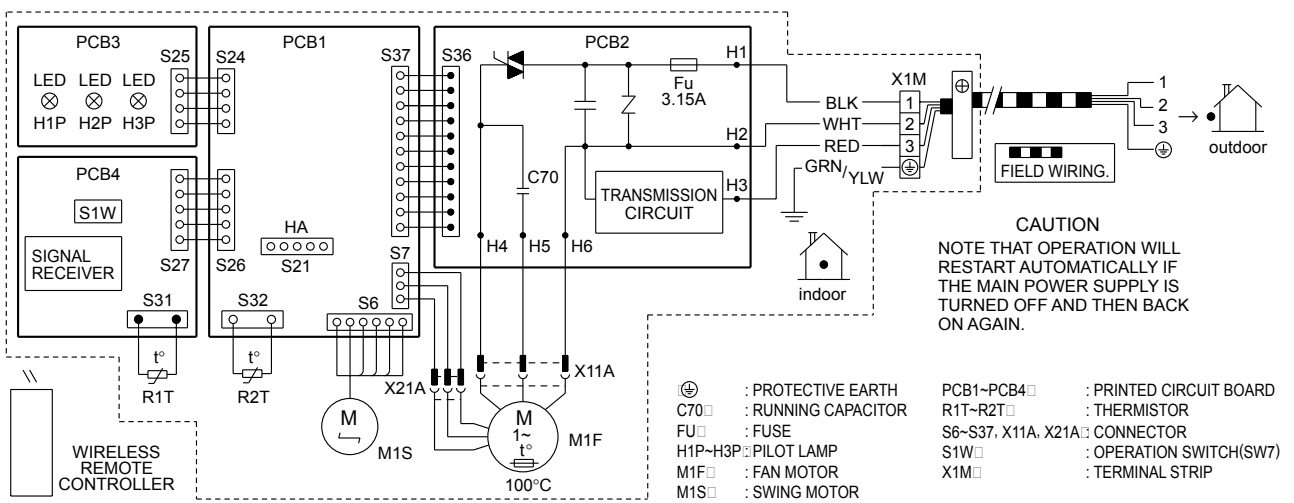 PCB3
S25
S24
PCB1
S37
S36
PCB2
H1
LED LED LED
H1P H2P H3P
Fu
3.15A
X1M
BLK
1
WHT
2
RED
3
GRN/YLW
H2
H3
1
2
3
outdoor
FIELD WIRING.
PCB4
S1W
SIGNAL
RECEIVER
S27
S26
HA
S21
C70
TRANSMISSION
CIRCUIT
S7
H4
H5
H6
indoor
S31
S32
S6
t°
R1T
t°
R2T
X21A
X11A
M
M1S
M
1~
t°
M1F
100°C
WIRELESS
REMOTE
CONTROLLER
CAUTION
NOTE THAT OPERATION WILL
RESTART AUTOMATICALLY IF
THE MAIN POWER SUPPLY IS
TURNED OFF AND THEN BACK
ON AGAIN.
: PROTECTIVE EARTH
C70 : RUNNING CAPACITOR
FU : FUSE
H1P~H3P : PILOT LAMP
M1F : FAN MOTOR
M1S : SWING MOTOR
PCB1~PCB4 : PRINTED CIRCUIT BOARD
R1T~R2T : THERMISTOR
S6~S37, X11A, X21A : CONNECTOR
S1W : OPERATION SWITCH(SW7)
X1M : TERMINAL STRIP